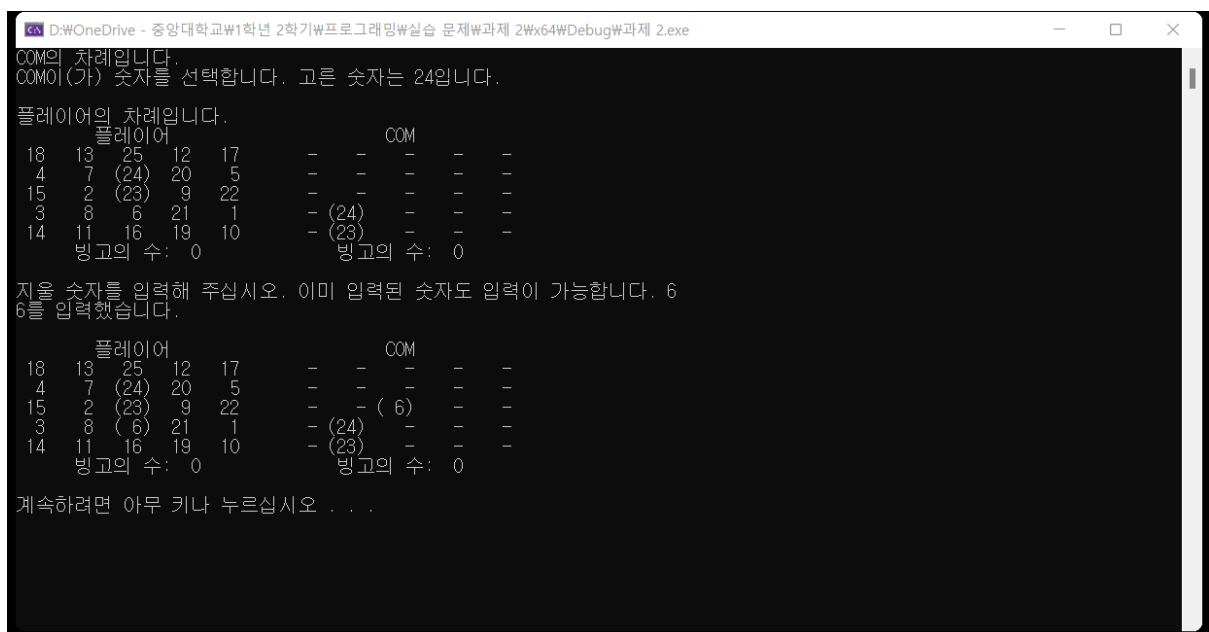 D:₩OneDrive - 중앙대학교₩1학년 2학기₩프로그래밍₩실습 문제₩과제 2₩x64₩Debug₩과제 2.exe
COM의 차례입니다.
COM이(가) 숫자를 선택합니다. 고른 숫자는 24입니다.
플레이어의 차례입니다.
플레이어 COM
18 13 25 12 17 - - - - -
4 7 (24) 20 5 - - - - -
15 2 (23) 9 22 - - - - -
3 8 6 21 1 - (24) - - -
14 11 16 19 10 - (23) - - -
빙고의 수: 0 빙고의 수: 0
지울 숫자를 입력해 주십시오. 이미 입력된 숫자도 입력이 가능합니다. 6
6를 입력했습니다.
플레이어 COM
18 13 25 12 17 - - - - -
4 7 (24) 20 5 - - - - -
15 2 (23) 9 22 - - ( 6) - -
3 8 ( 6) 21 1 - (24) - - -
14 11 16 19 10 - (23) - - -
빙고의 수: 0 빙고의 수: 0
계속하려면 아무 키나 누르십시오 . . .